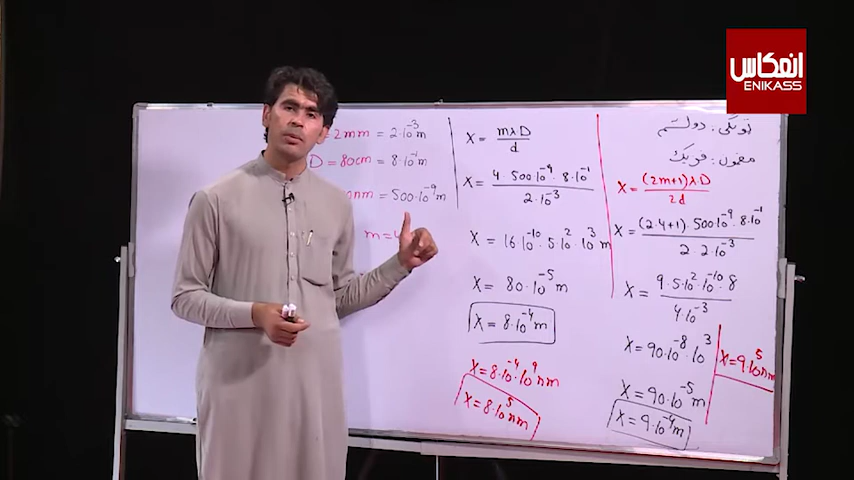 انعکاس
ENIKASS
= 2mm = 2·10⁻³m
D = 80cm = 8·10⁻¹m
nm = 500·10⁻⁹m
m=4
X = mλD/d
X = 4·500·10⁻⁹·8·10⁻¹/2·10⁻³
X = 16·10⁻¹⁰·5·10²·10³m
X = 80·10⁻⁵m
X = 8·10⁻⁴m
X = 8·10⁻⁴·10⁹nm
X = 8·10⁵nm
ټولګی: دولسم
مضمون: فزیک
X = (2m+1)λD/2d
X = (2·4+1)·500·10⁻⁹·8·10⁻¹/2·2·10⁻³
X = 9·5·10²·10⁻¹⁰·8/4·10⁻³
X = 90·10⁻⁸·10³
X = 90·10⁻⁵m
X = 9·10⁻⁴m
X = 9·10⁵nm